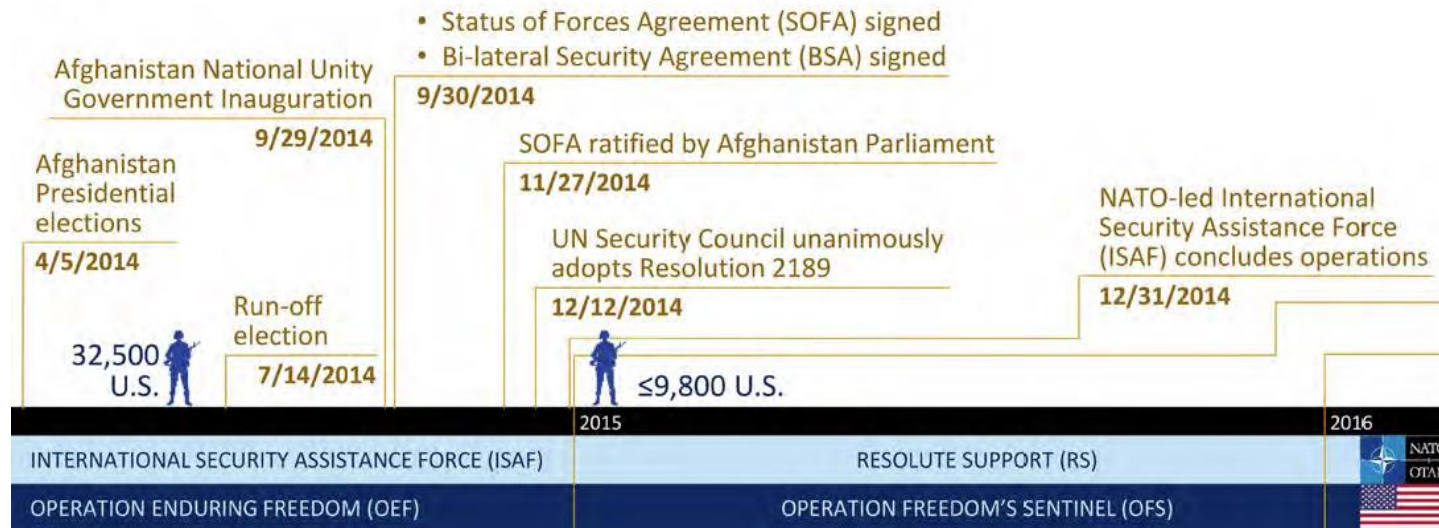 • Status of Forces Agreement (SOFA) signed
• Bi-lateral Security Agreement (BSA) signed
9/30/2014
Afghanistan National Unity
Government Inauguration
9/29/2014
SOFA ratified by Afghanistan Parliament
11/27/2014
Afghanistan
Presidential
elections
4/5/2014
UN Security Council unanimously
adopts Resolution 2189
12/12/2014
NATO-led International
Security Assistance Force
(ISAF) concludes operations
12/31/2014
Run-off
election
7/14/2014
32,500
U.S.
≤9,800 U.S.
2015
2016
INTERNATIONAL SECURITY ASSISTANCE FORCE (ISAF)
RESOLUTE SUPPORT (RS)
OPERATION ENDURING FREEDOM (OEF)
OPERATION FREEDOM'S SENTINEL (OFS)